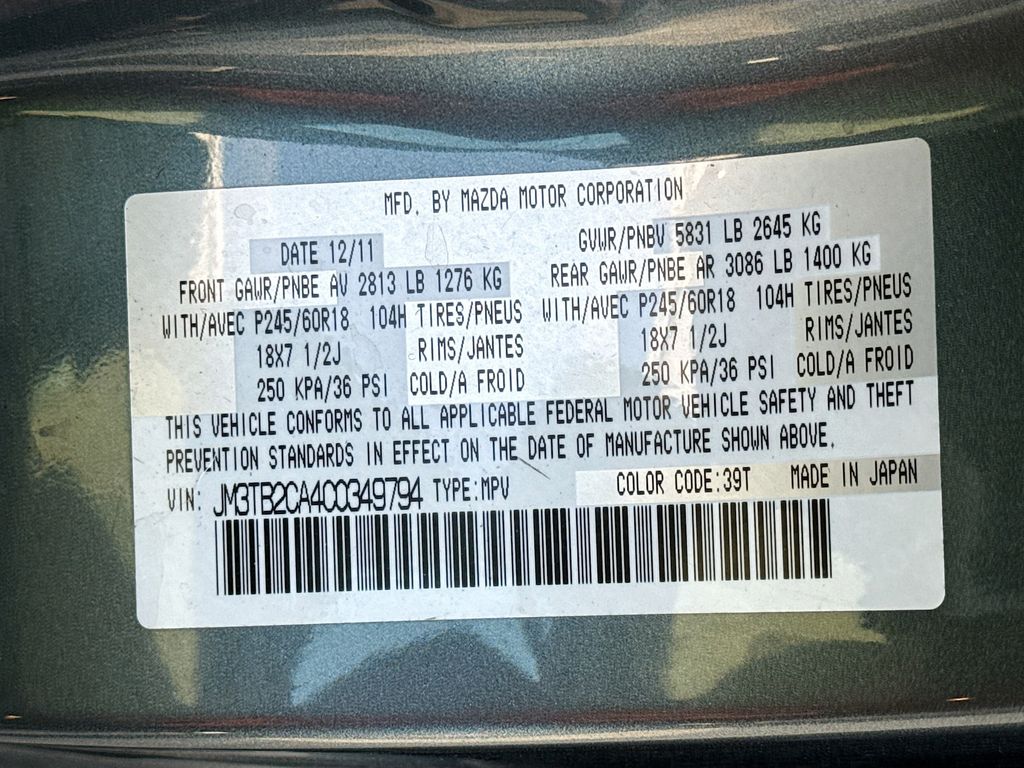 MFD. BY MAZDA MOTOR CORPORATION
DATE 12/11 GVWR/PNBV 5831 LB 2645 KG
FRONT GAWR/PNBE AV 2813 LB 1276 KG REAR GAWR/PNBE AR 3086 LB 1400 KG
WITH/AVEC P245/60R18 104H TIRES/PNEUS WITH/AVEC P245/60R18 104H TIRES/PNEUS
18X7 1/2J RIMS/JANTES 18X7 1/2J RIMS/JANTES
250 KPA/36 PSI COLD/A FROID 250 KPA/36 PSI COLD/A FROID
THIS VEHICLE CONFORMS TO ALL APPLICABLE FEDERAL MOTOR VEHICLE SAFETY AND THEFT
PREVENTION STANDARDS IN EFFECT ON THE DATE OF MANUFACTURE SHOWN ABOVE.
VIN: JM3TB2CA4C0349794 TYPE:MPV COLOR CODE:39T MADE IN JAPAN